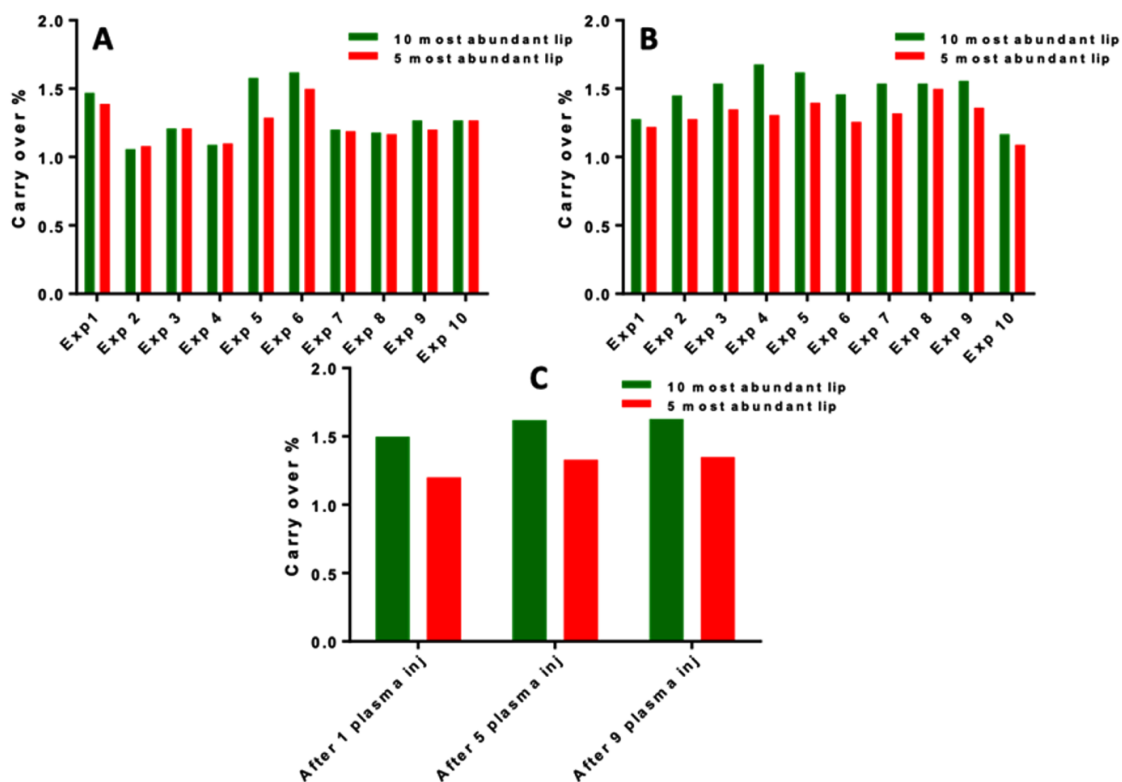 A
10 most abundant lip
5 most abundant lip
Carry over %
2.0
1.5
1.0
0.5
0.0
Exp1
Exp 2
Exp 3
Exp 4
Exp 5
Exp 6
Exp 7
Exp 8
Exp 9
Exp 10
B
10 most abundant lip
5 most abundant lip
Carry over %
2.0
1.5
1.0
0.5
0.0
Exp1
Exp 2
Exp 3
Exp 4
Exp 5
Exp 6
Exp 7
Exp 8
Exp 9
Exp 10
C
10 most abundant lip
5 most abundant lip
Carry over %
2.0
1.5
1.0
0.5
0.0
After 1 plasma inj
After 5 plasma inj
After 9 plasma inj